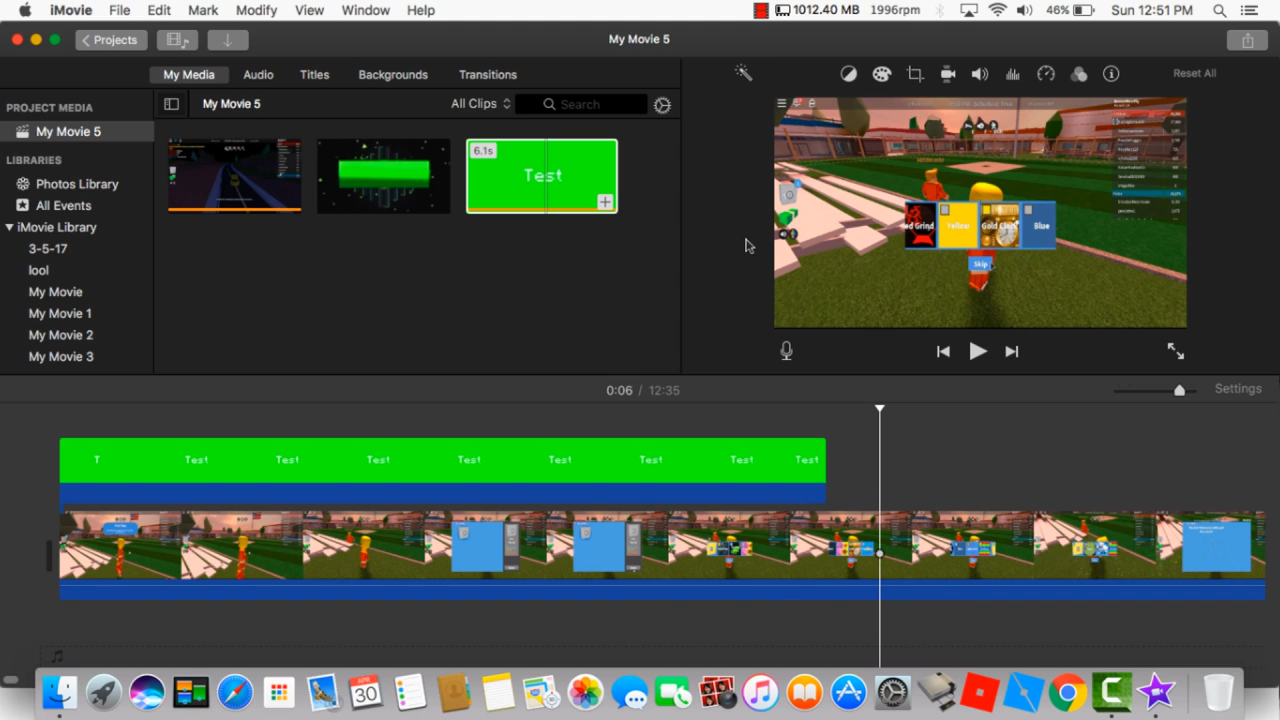 iMovie File Edit Mark Modify View Window Help 1012.40 MB 1996rpm 46% Sun 12:51 PM
Projects My Movie 5
My Media Audio Titles Backgrounds Transitions Reset All
PROJECT MEDIA
My Movie 5 All Clips Search
My Movie 5
LIBRARIES
Photos Library
All Events
iMovie Library
3-5-17
lool
My Movie
My Movie 1
My Movie 2
My Movie 3
6.1s
Test
ed Grind Yellow Gold Clock Blue
Skip
0:06 / 12:35 Settings
T Test Test Test Test Test Test Test Test
APR
30